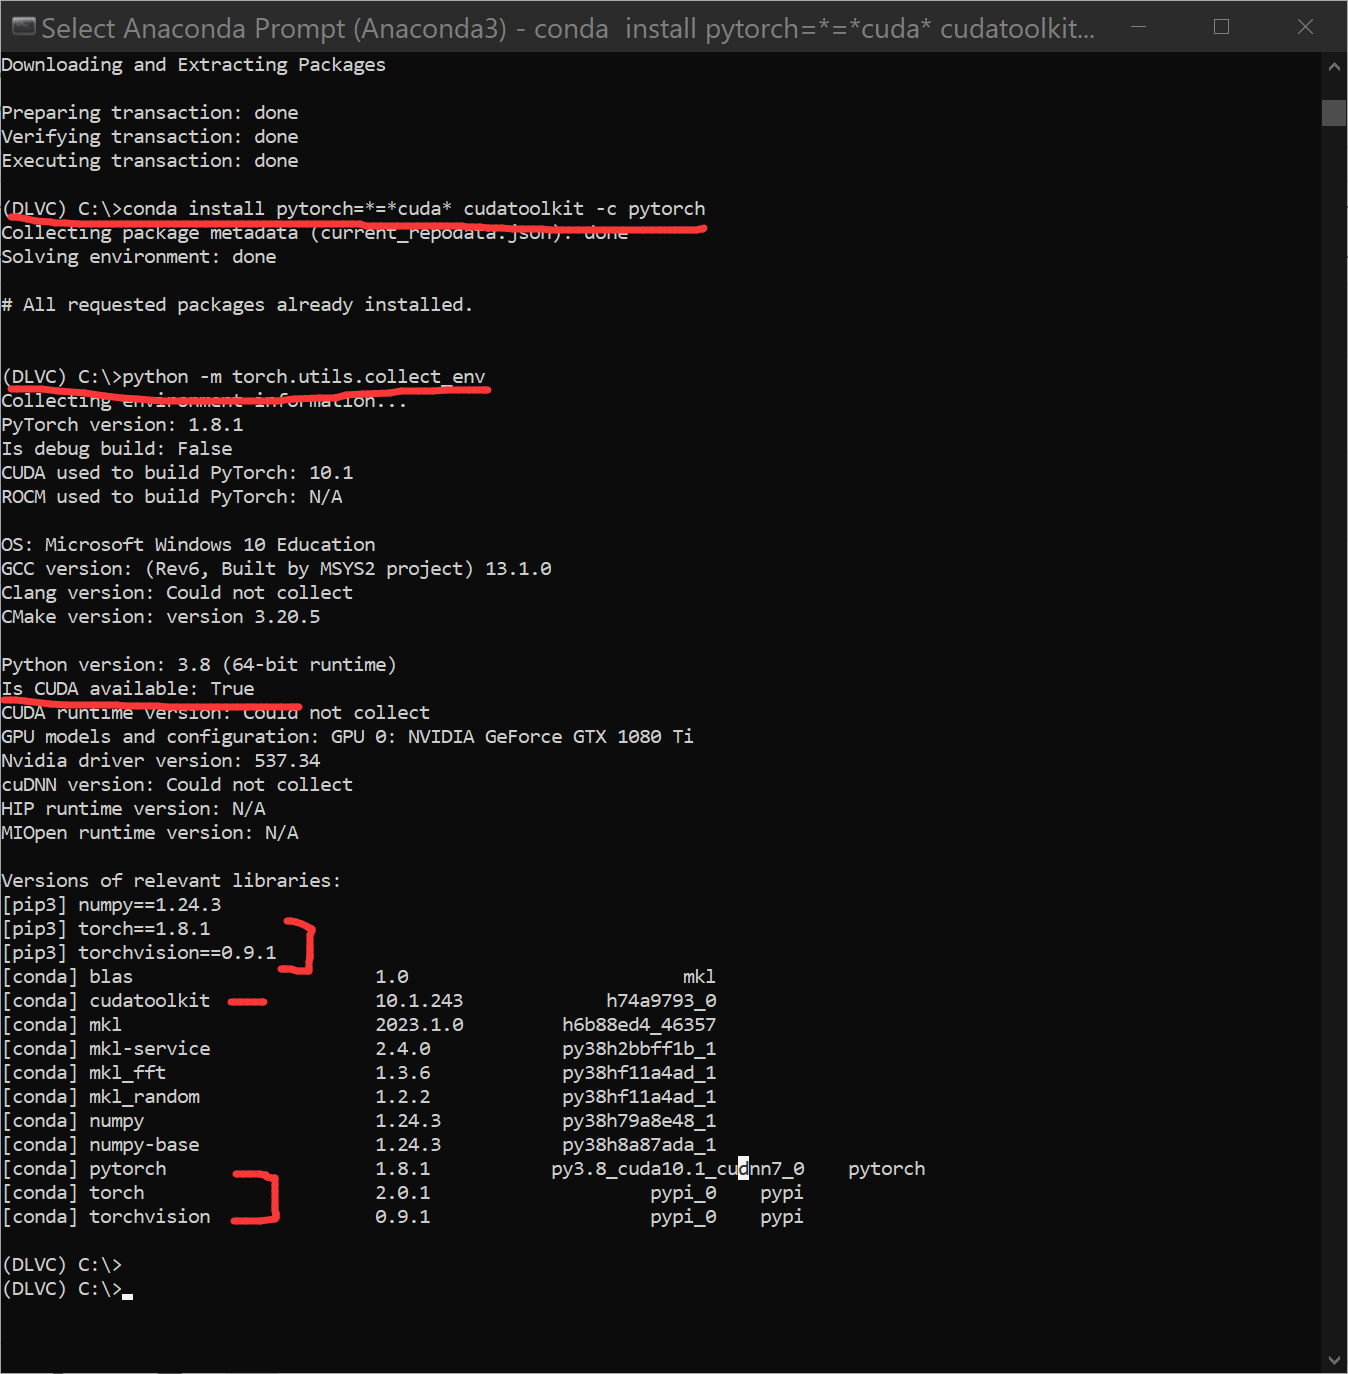 Select Anaconda Prompt (Anaconda3) - conda  install pytorch=*=*cuda* cudatoolkit...
Downloading and Extracting Packages
Preparing transaction: done
Verifying transaction: done
Executing transaction: done
(DLVC) C:\>conda install pytorch=*=*cuda* cudatoolkit -c pytorch
Collecting package metadata (current_repodata.json): done
Solving environment: done
# All requested packages already installed.
(DLVC) C:\>python -m torch.utils.collect_env
Collecting environment information...
PyTorch version: 1.8.1
Is debug build: False
CUDA used to build PyTorch: 10.1
ROCM used to build PyTorch: N/A
OS: Microsoft Windows 10 Education
GCC version: (Rev6, Built by MSYS2 project) 13.1.0
Clang version: Could not collect
CMake version: version 3.20.5
Python version: 3.8 (64-bit runtime)
Is CUDA available: True
CUDA runtime version: Could not collect
GPU models and configuration: GPU 0: NVIDIA GeForce GTX 1080 Ti
Nvidia driver version: 537.34
cuDNN version: Could not collect
HIP runtime version: N/A
MIOpen runtime version: N/A
Versions of relevant libraries:
[pip3] numpy==1.24.3
[pip3] torch==1.8.1
[pip3] torchvision==0.9.1
[conda] blas 1.0 mkl
[conda] cudatoolkit 10.1.243 h74a9793_0
[conda] mkl 2023.1.0 h6b88ed4_46357
[conda] mkl-service 2.4.0 py38h2bbff1b_1
[conda] mkl_fft 1.3.6 py38hf11a4ad_1
[conda] mkl_random 1.2.2 py38hf11a4ad_1
[conda] numpy 1.24.3 py38h79a8e48_1
[conda] numpy-base 1.24.3 py38h8a87ada_1
[conda] pytorch 1.8.1 py3.8_cuda10.1_cudnn7_0 pytorch
[conda] torch 2.0.1 pypi_0 pypi
[conda] torchvision 0.9.1 pypi_0 pypi
(DLVC) C:\>
(DLVC) C:\>